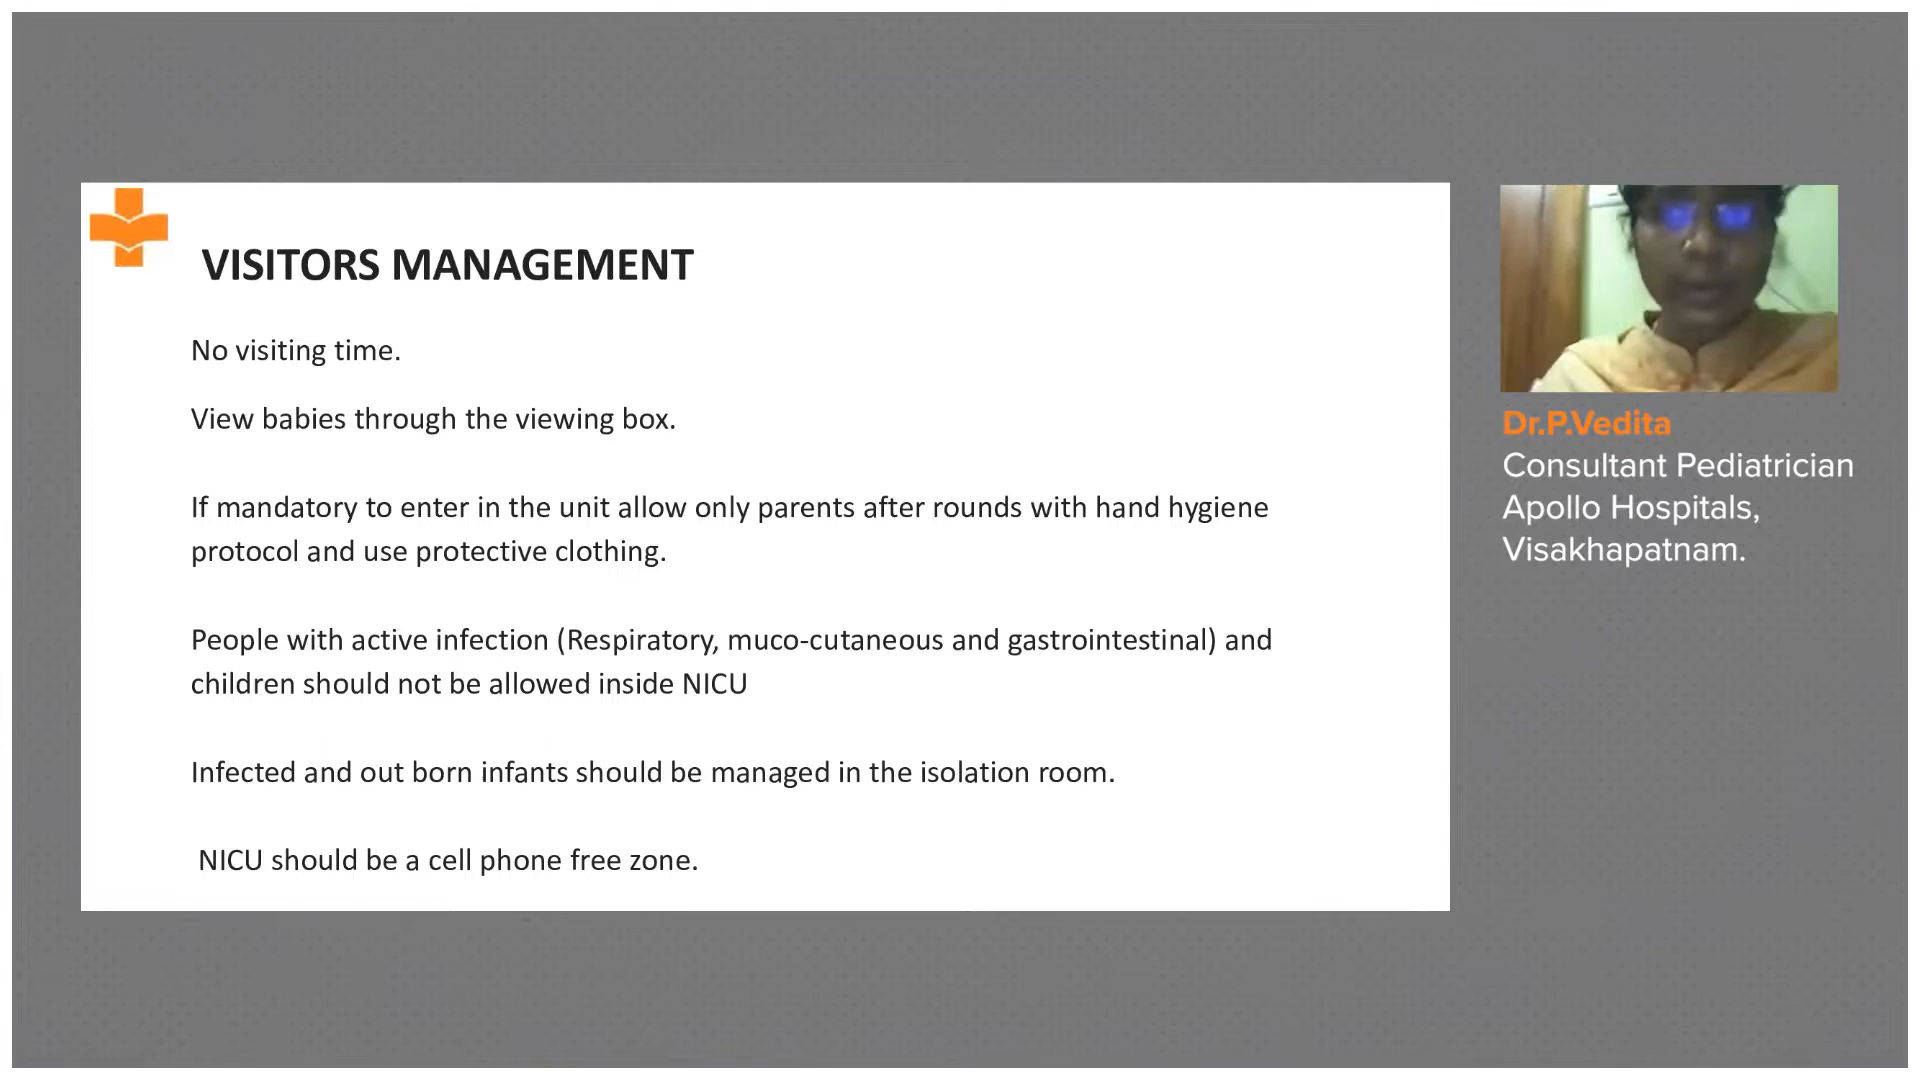 VISITORS MANAGEMENT
No visiting time.
View babies through the viewing box.
If mandatory to enter in the unit allow only parents after rounds with hand hygiene
protocol and use protective clothing.
People with active infection (Respiratory, muco-cutaneous and gastrointestinal) and
children should not be allowed inside NICU
Infected and out born infants should be managed in the isolation room.
NICU should be a cell phone free zone.
Dr.P.Vedita
Consultant Pediatrician
Apollo Hospitals,
Visakhapatnam.